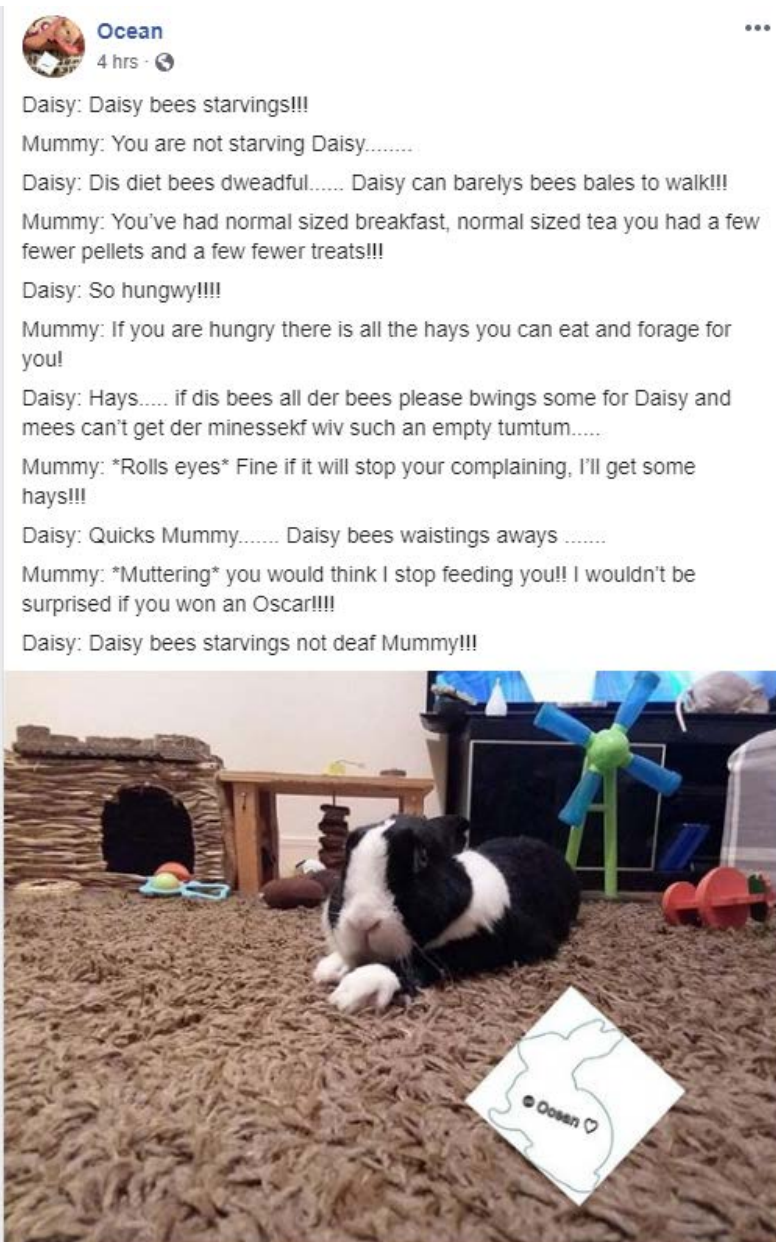 Ocean
4 hrs ·
Daisy: Daisy bees starvings!!!
Mummy: You are not starving Daisy........
Daisy: Dis diet bees dweadful...... Daisy can barelys bees bales to walk!!!
Mummy: You've had normal sized breakfast, normal sized tea you had a few
fewer pellets and a few fewer treats!!!
Daisy: So hungwy!!!!
Mummy: If you are hungry there is all the hays you can eat and forage for
you!
Daisy: Hays..... if dis bees all der bees please bwings some for Daisy and
mees can't get der minessekf wiv such an empty tumtum.....
Mummy: *Rolls eyes* Fine if it will stop your complaining, I'll get some
hays!!!
Daisy: Quicks Mummy....... Daisy bees waistings aways .......
Mummy: *Muttering* you would think I stop feeding you!! I wouldn't be
surprised if you won an Oscar!!!!
Daisy: Daisy bees starvings not deaf Mummy!!!
© Ocean ♡